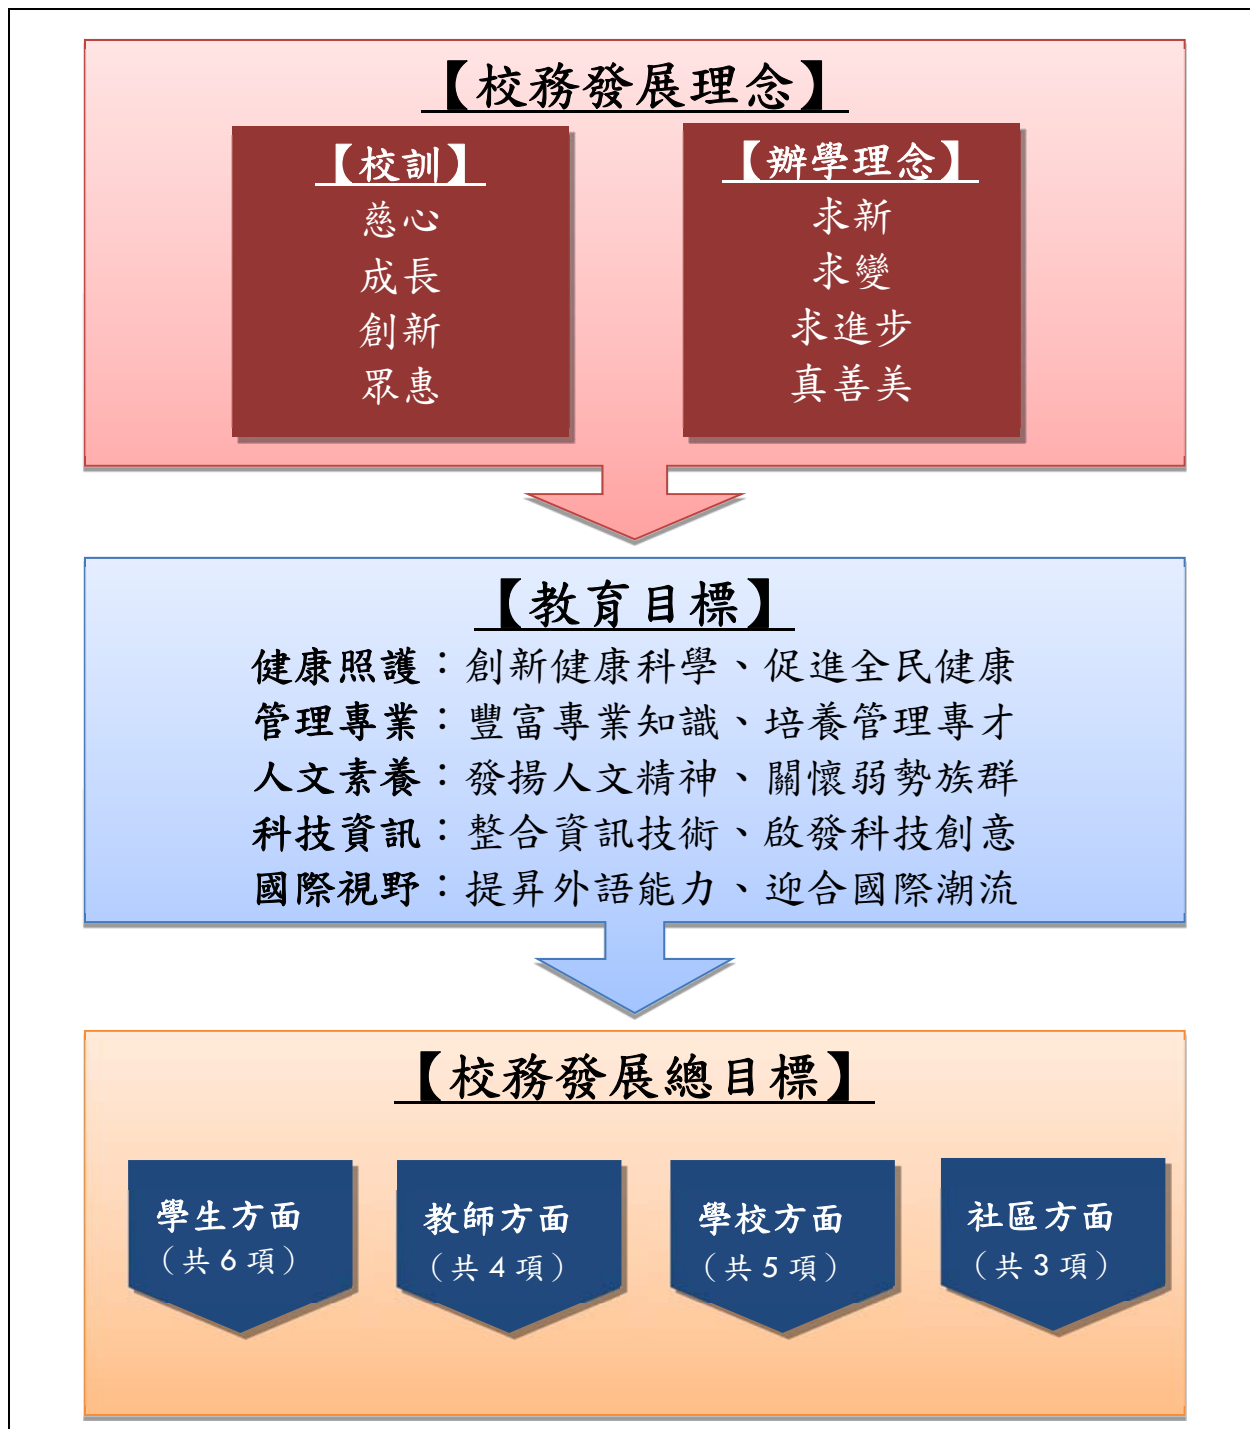 【校務發展理念】
【校訓】
慈心
成長
創新
眾惠
【辦學理念】
求新
求變
求進步
真善美
【教育目標】
健康照護：創新健康科學、促進全民健康
管理專業：豐富專業知識、培養管理專才
人文素養：發揚人文精神、關懷弱勢族群
科技資訊：整合資訊技術、啟發科技創意
國際視野：提昇外語能力、迎合國際潮流
【校務發展總目標】
學生方面
（共6項）
教師方面
（共4項）
學校方面
（共5項）
社區方面
（共3項）